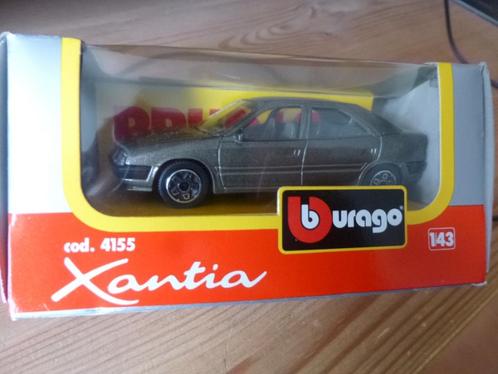 cod. 4155
Xantia
burago
1:43